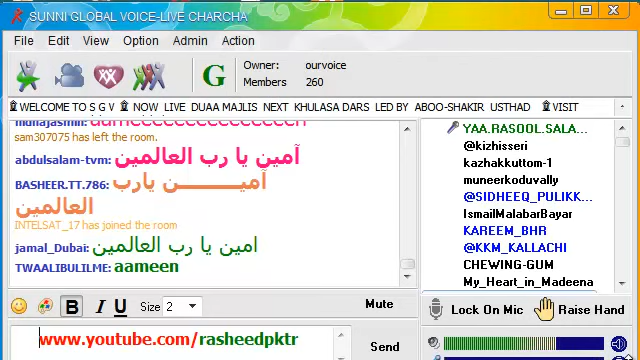 SUNNI GLOBAL VOICE-LIVE CHARCHA
File Edit View Option Admin Action
Owner: ourvoice
Members 260
WELCOME TO S G V NOW LIVE DUAA MAJLIS NEXT KHULASA DARS LED BY ABOO-SHAKIR USTHAD VISIT
sam307075 has left the room.
abdulsalam-tvm: آمين يا رب العالمين
BASHEER.TT.786: آميـــــــن يارب
العالمين
INTELSAT_17 has joined the room
jamal_Dubai: امين يا رب العالمين
TWAALIBULILME: aameen
YAA.RASOOL.SALA...
@kizhisseri
kazhakkuttom-1
muneerkoduvally
@SIDHEEQ_PULIKK...
IsmailMalabarBayar
KAREEM_BHR
@KKM_KALLACHI
CHEWING-GUM
My_Heart_in_Madeena
B I U Size 2 Mute
Lock On Mic Raise Hand
www.youtube.com/rasheedpktr
Send